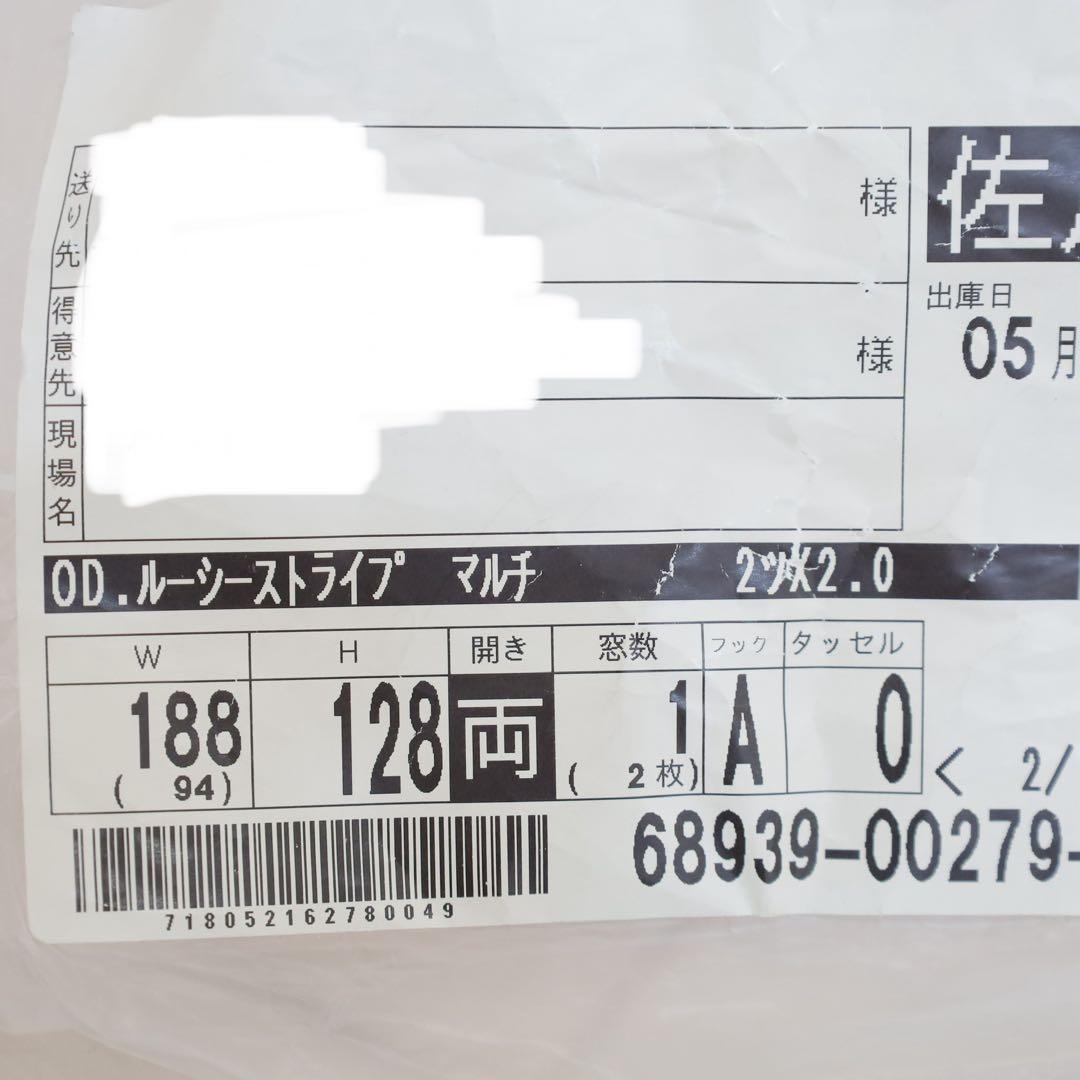 送り先 様
佐
出庫日
05月
得意先 様
現場名
OD.ルーシーストライプ マルチ 2ツ 2.0
W H 開き 窓数 フック タッセル
188 128 両 1 A 0
(94) (2枚) < 2/
68939-00279-
718052162780049